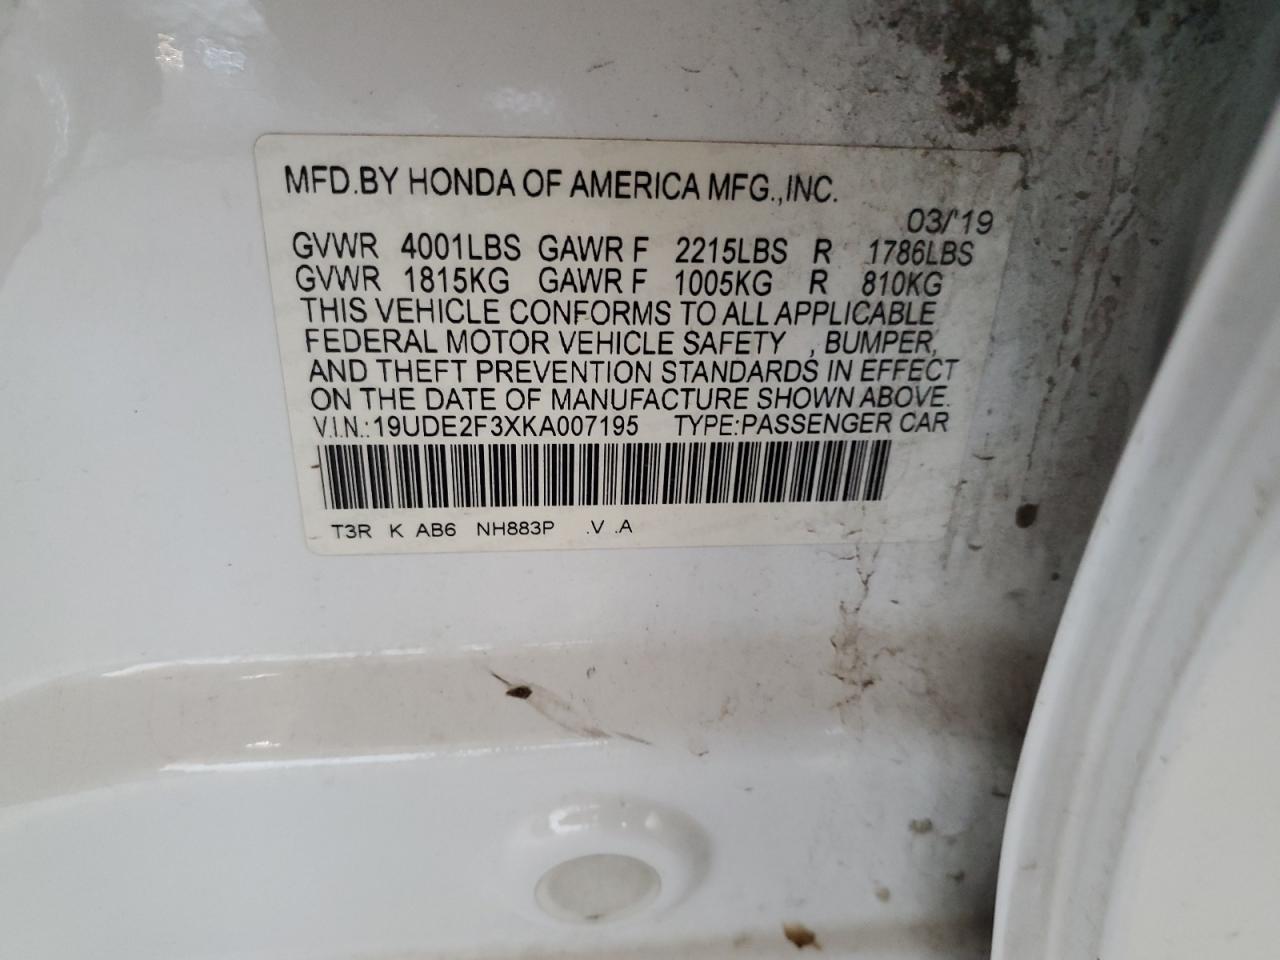 MFD.BY HONDA OF AMERICA MFG.,INC.
03/'19
GVWR 4001LBS GAWR F 2215LBS R 1786LBS
GVWR 1815KG GAWR F 1005KG R 810KG
THIS VEHICLE CONFORMS TO ALL APPLICABLE
FEDERAL MOTOR VEHICLE SAFETY , BUMPER,
AND THEFT PREVENTION STANDARDS IN EFFECT
ON THE DATE OF MANUFACTURE SHOWN ABOVE.
V.I.N.:19UDE2F3XKA007195 TYPE:PASSENGER CAR
T3R K AB6 NH883P .V .A